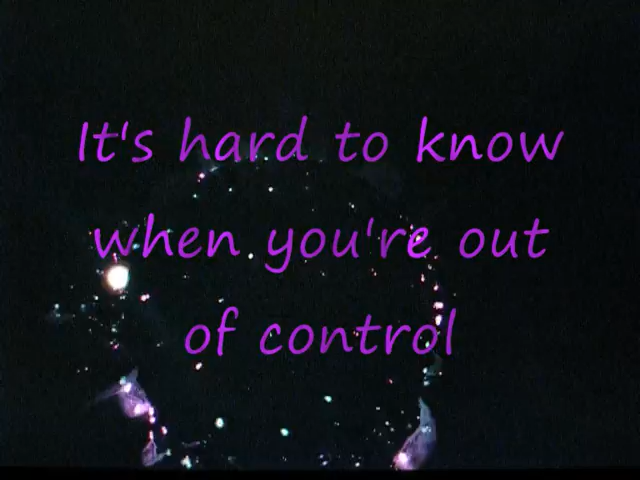 It's hard to know
when you're out
of control